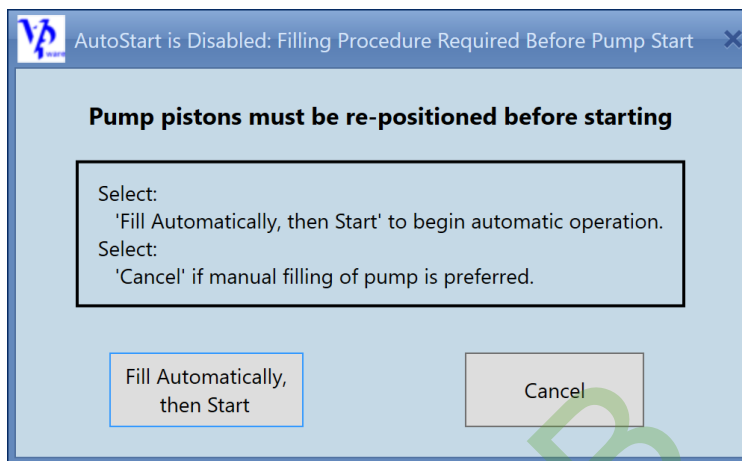 VP
ware
AutoStart is Disabled: Filling Procedure Required Before Pump Start
Pump pistons must be re-positioned before starting
Select:
'Fill Automatically, then Start' to begin automatic operation.
Select:
'Cancel' if manual filling of pump is preferred.
Fill Automatically,
then Start
Cancel